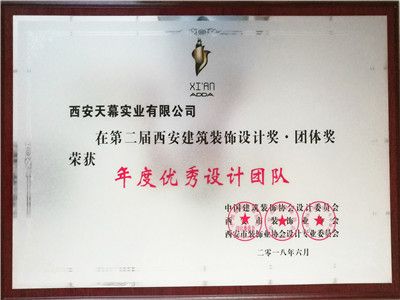 XI'AN
ADDA
西安天幕实业有限公司
在第二届西安建筑装饰设计奖·团体奖
荣获
年度优秀设计团队
中国建筑装饰协会设计委员会
西安市装饰业协会
西安市装饰业协会设计专业委员会
二零一八年六月